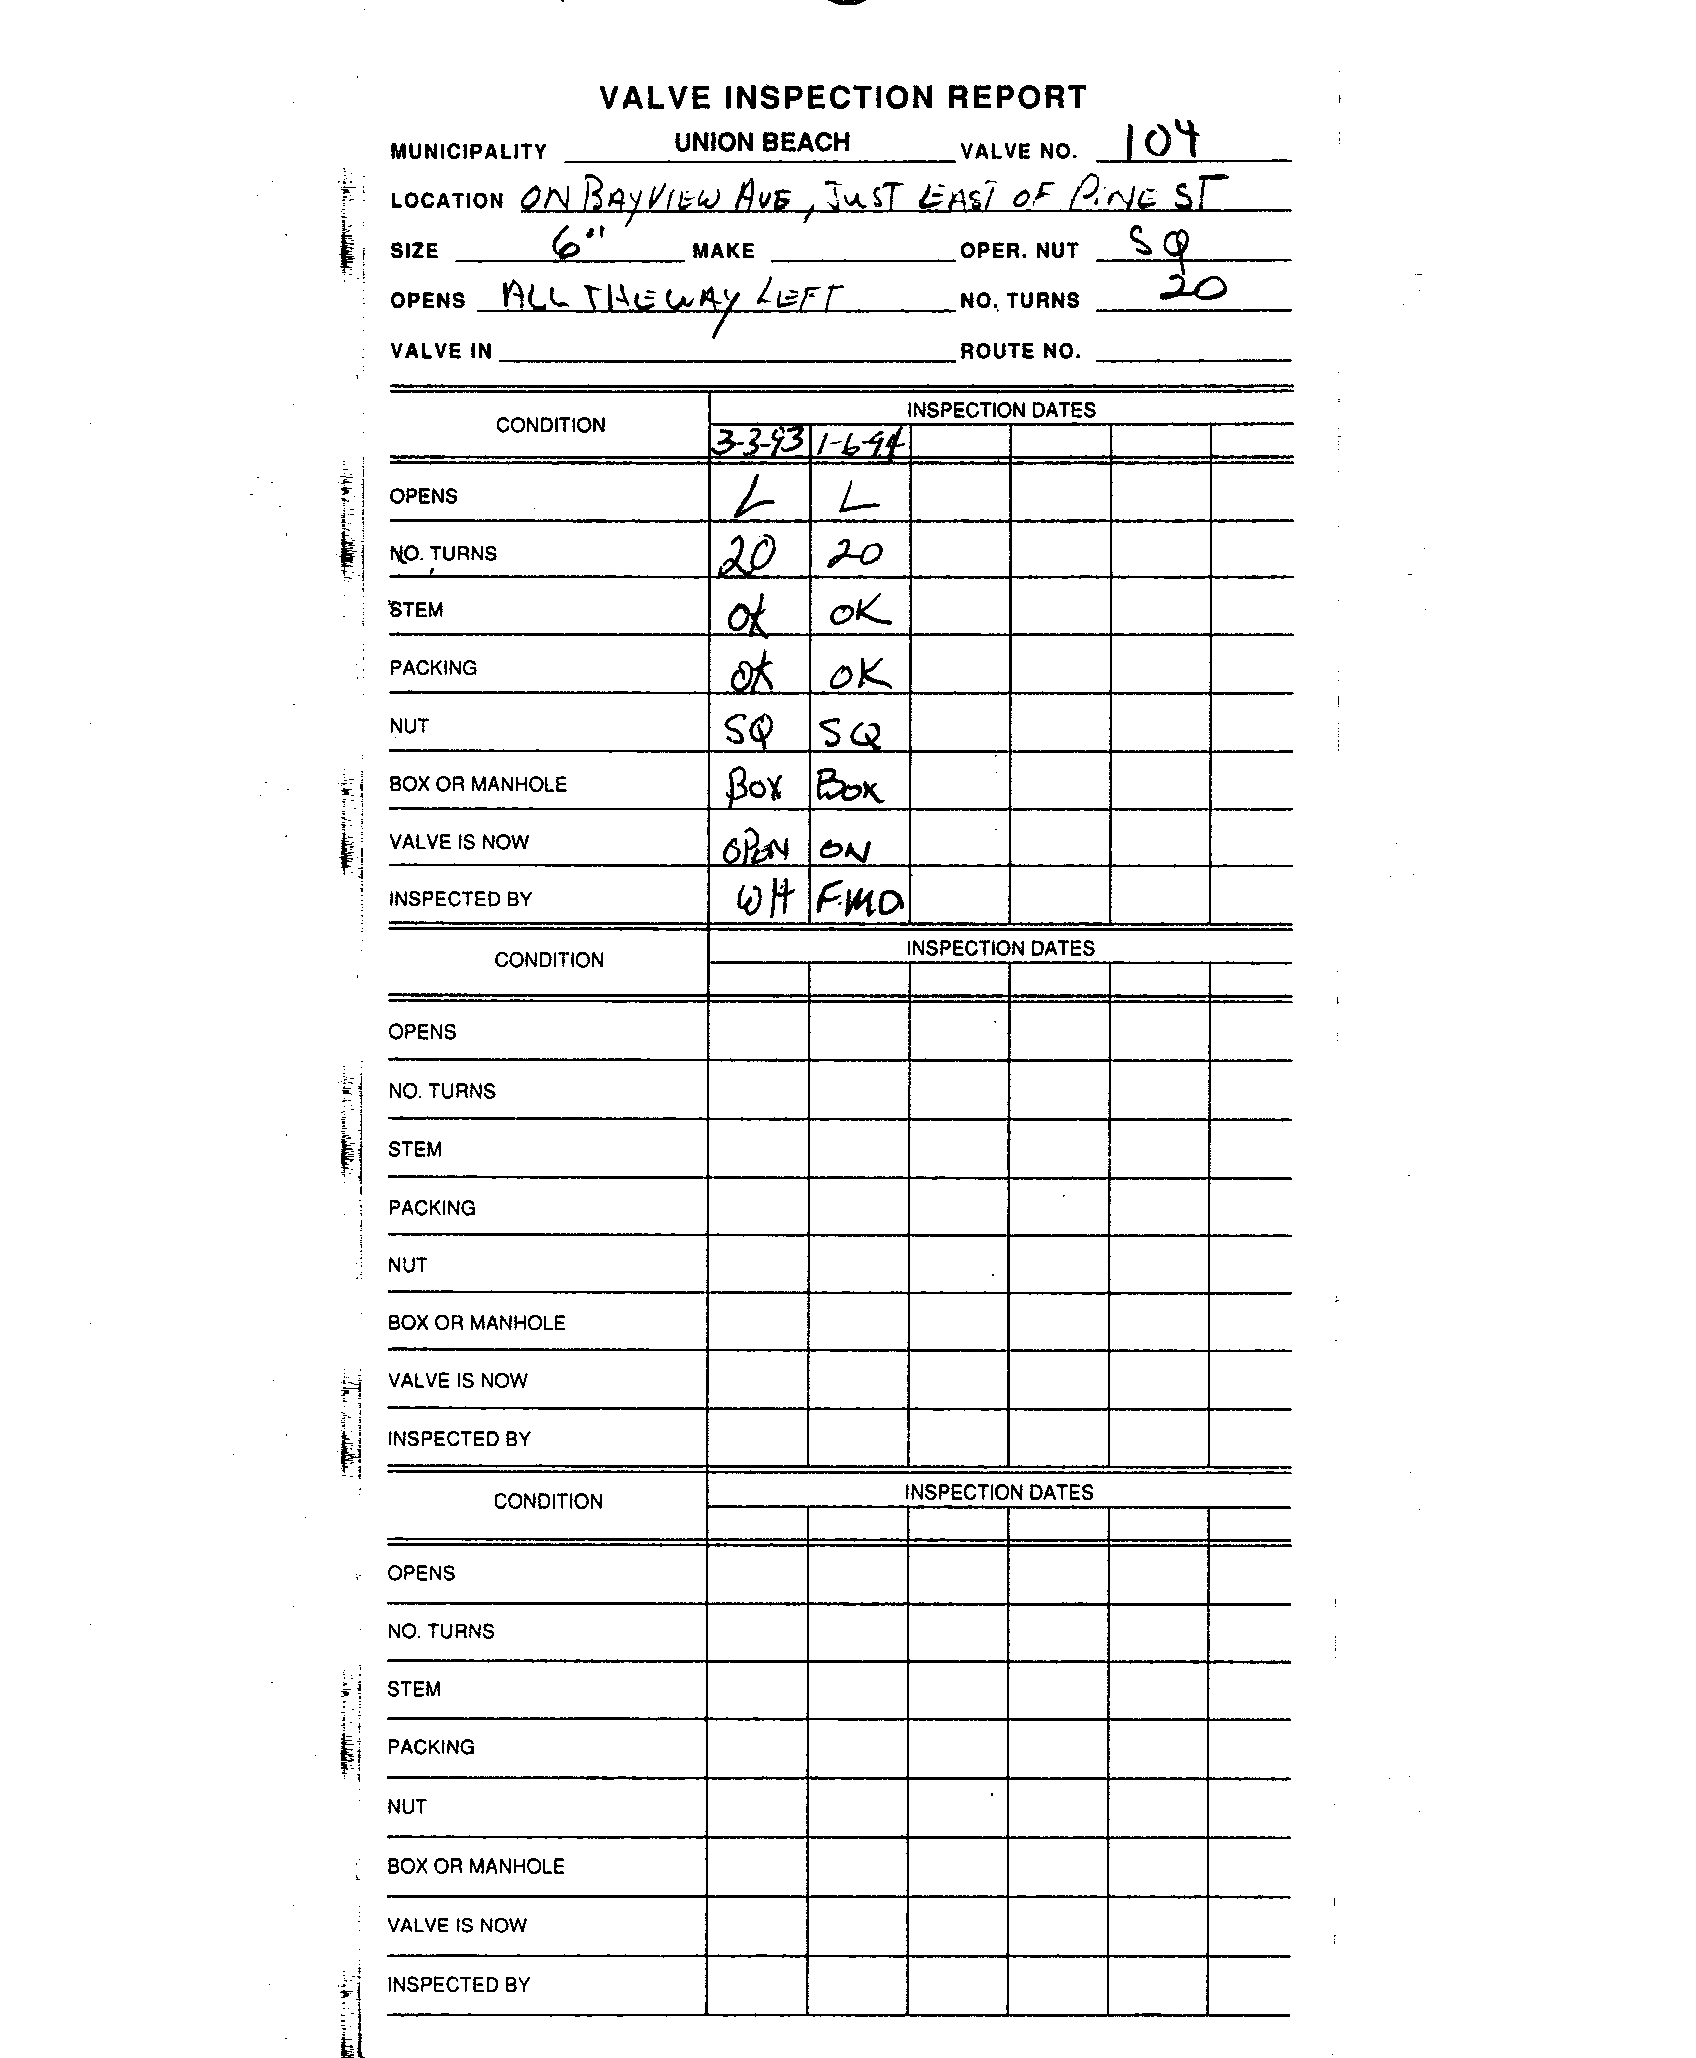 VALVE INSPECTION REPORT
MUNICIPALITY UNION BEACH VALVE NO. 104
LOCATION ON BAYVIEW AVE, JUST EAST OF PINE ST
SIZE 6" MAKE OPER. NUT SQ
OPENS ALL THE WAY LEFT NO. TURNS 20
VALVE IN ROUTE NO.
CONDITION INSPECTION DATES
3-3-93 1-6-94
OPENS L L
NO. TURNS 20 20
STEM OK OK
PACKING OK OK
NUT SQ SQ
BOX OR MANHOLE BOX BOX
VALVE IS NOW OPEN ON
INSPECTED BY WH F.MD
CONDITION INSPECTION DATES
OPENS
NO. TURNS
STEM
PACKING
NUT
BOX OR MANHOLE
VALVE IS NOW
INSPECTED BY
CONDITION INSPECTION DATES
OPENS
NO. TURNS
STEM
PACKING
NUT
BOX OR MANHOLE
VALVE IS NOW
INSPECTED BY